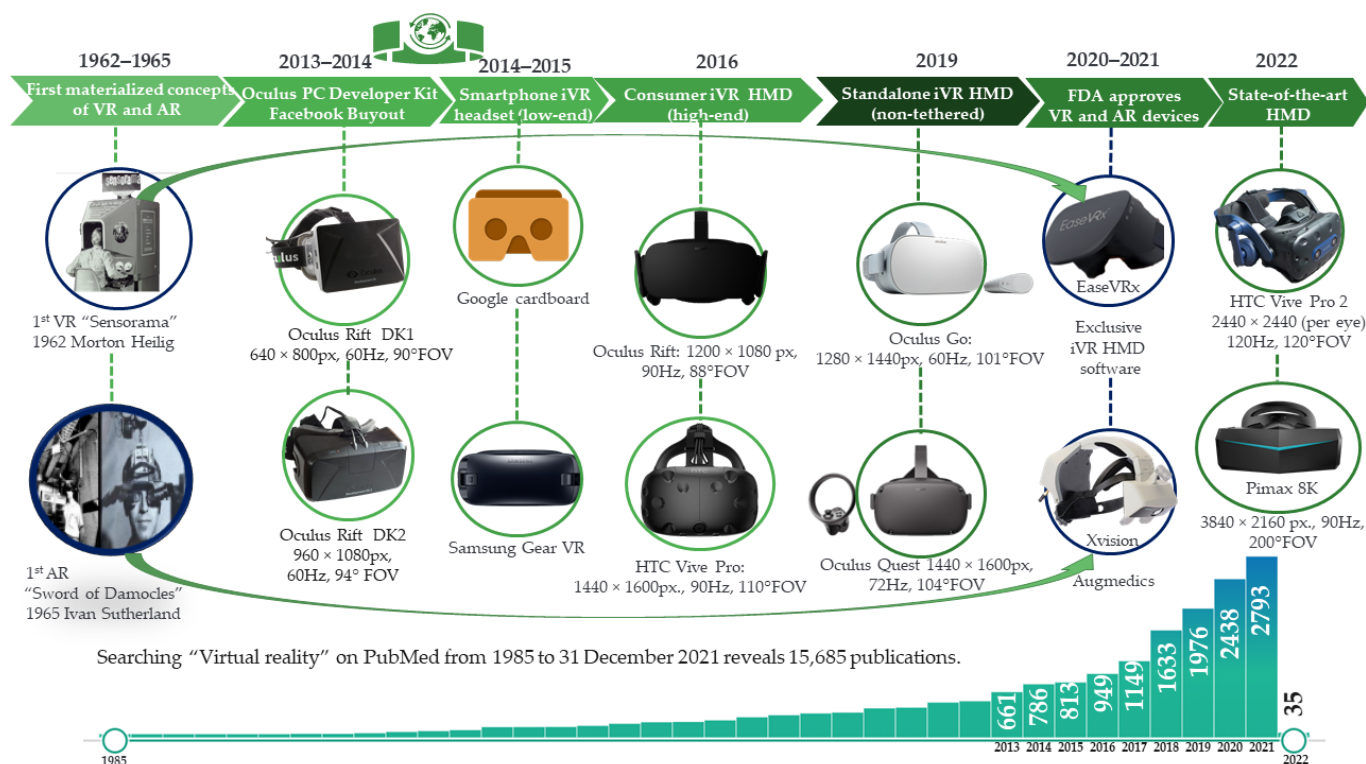 1962–1965
2013–2014
2014–2015
2016
2019
2020–2021
2022
First materialized concepts
of VR and AR
Oculus PC Developer Kit
Facebook Buyout
Smartphone iVR
headset (low-end)
Consumer iVR HMD
(high-end)
Standalone iVR HMD
(non-tethered)
FDA approves
VR and AR devices
State-of-the-art
HMD
1st VR “Sensorama”
1962 Morton Heilig
1st AR
“Sword of Damocles”
1965 Ivan Sutherland
Oculus Rift DK1
640 × 800px, 60Hz, 90°FOV
Oculus Rift DK2
960 × 1080px,
60Hz, 94° FOV
Google cardboard
Samsung Gear VR
Oculus Rift: 1200 × 1080 px,
90Hz, 88°FOV
HTC Vive Pro:
1440 × 1600px., 90Hz, 110°FOV
Oculus Go:
1280 × 1440px, 60Hz, 101°FOV
Oculus Quest 1440 × 1600px,
72Hz, 104°FOV
EaseVRx
EaseVRx
Exclusive
iVR HMD
software
Xvision
Augmedics
HTC Vive Pro 2
2440 × 2440 (per eye)
120Hz, 120°FOV
Pimax 8K
3840 × 2160 px., 90Hz,
200°FOV
Searching “Virtual reality” on PubMed from 1985 to 31 December 2021 reveals 15,685 publications.
661
786
813
949
1149
1633
1976
2438
2793
35
1985
2013
2014
2015
2016
2017
2018
2019
2020
2021
2022